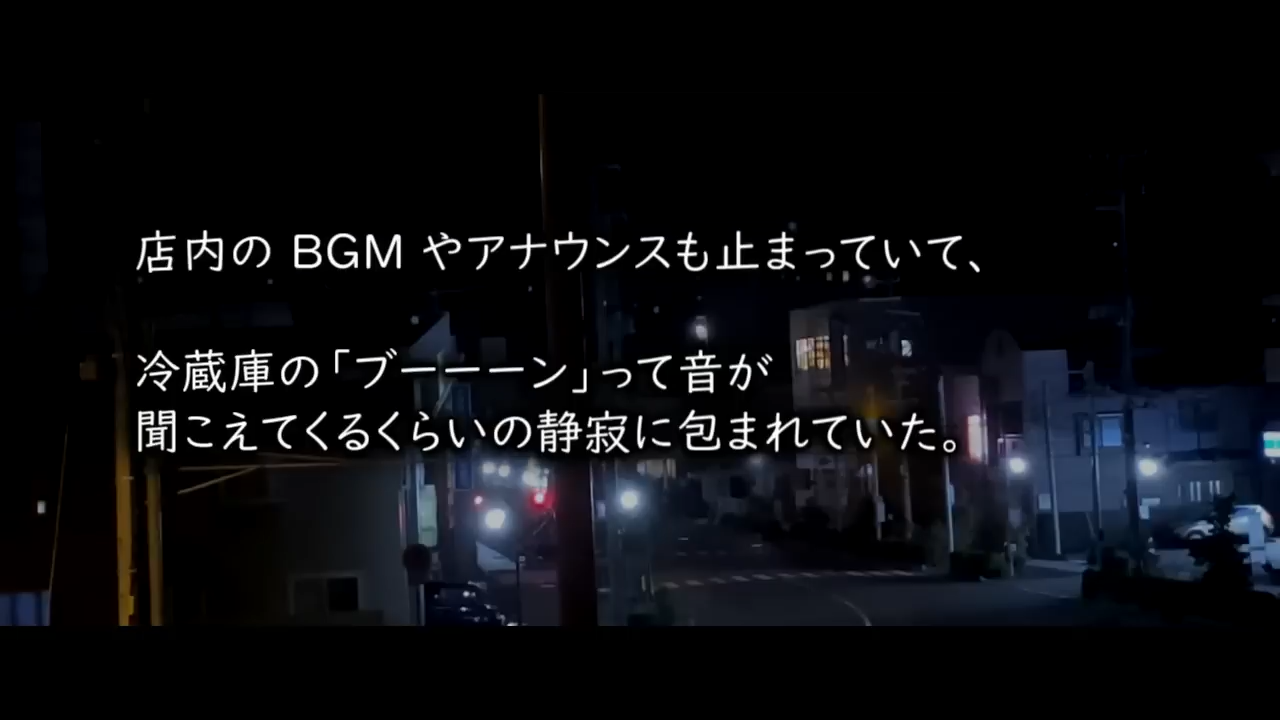 店内の BGM やアナウンスも止まっていて、
冷蔵庫の「ブーーーン」って音が
聞こえてくるくらいの静寂に包まれていた。